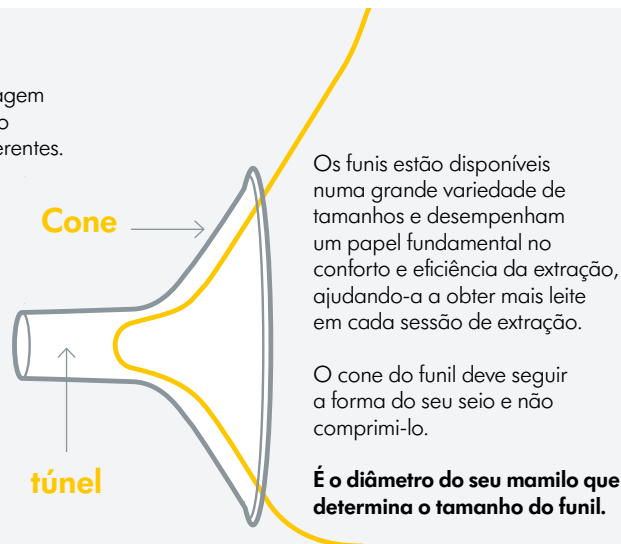 erentes.
Cone
túnel
Os funis estão disponíveis
numa grande variedade de
tamanhos e desempenham
um papel fundamental no
conforto e eficiência da extração,
ajudando-a a obter mais leite
em cada sessão de extração.
O cone do funil deve seguir
a forma do seu seio e não
comprimi-lo.
É o diâmetro do seu mamilo que
determina o tamanho do funil.